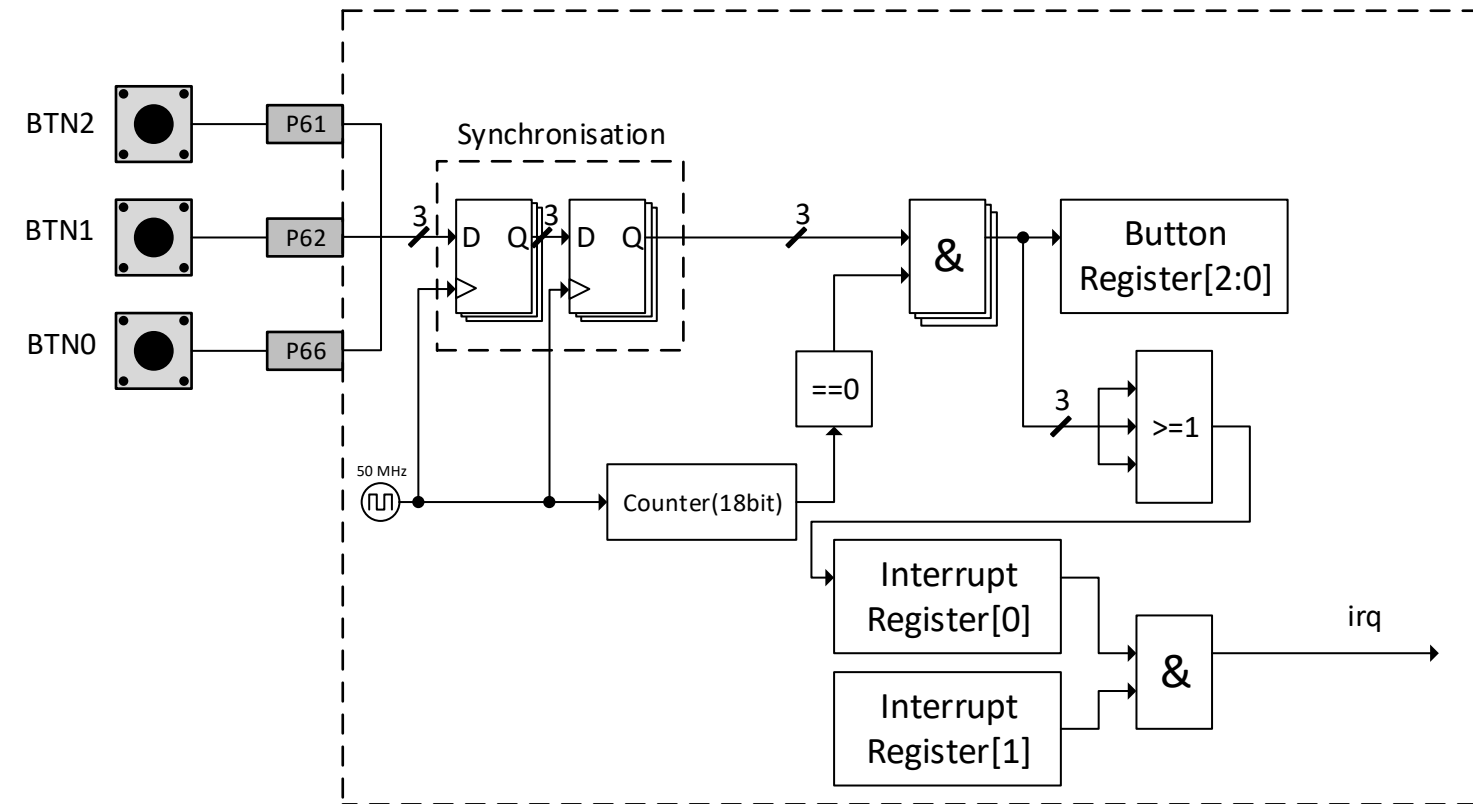 BTN2
P61
Synchronisation
BTN1
P62
3
D Q
3
D Q
3
&
Button
Register[2:0]
BTN0
P66
==0
3
>=1
50 MHz
Counter(18bit)
Interrupt
Register[0]
irq
&
Interrupt
Register[1]